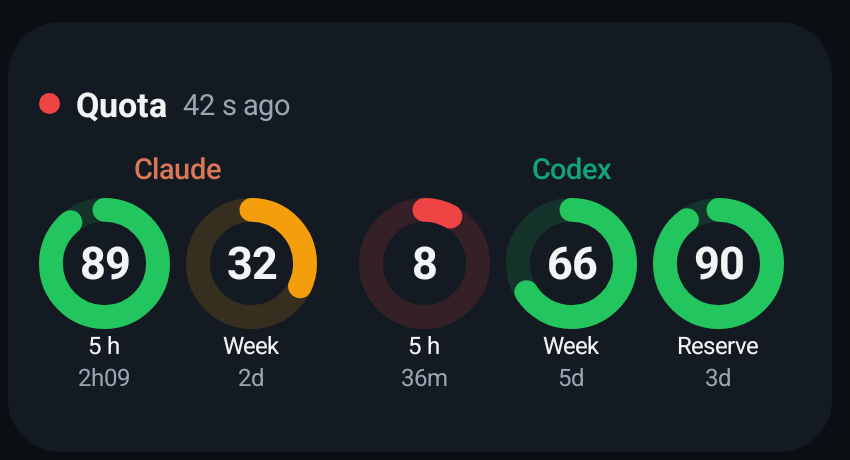 Quota 42 s ago
Claude Codex
89 32 8 66 90
5 h Week 5 h Week Reserve
2h09 2d 36m 5d 3d